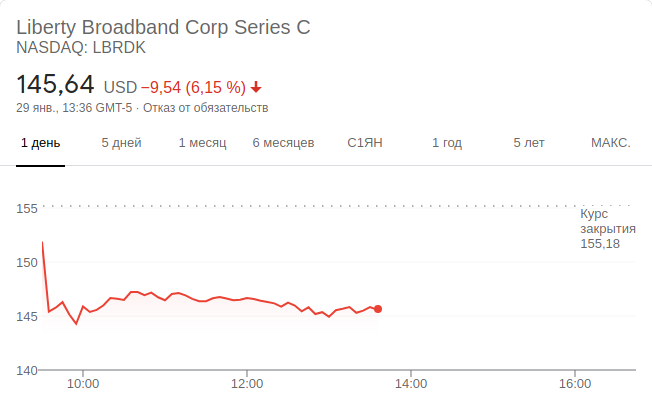 Liberty Broadband Corp Series C
NASDAQ: LBRDK
145,64 USD −9,54 (6,15 %)
29 янв., 13:36 GMT-5 · Отказ от обязательств
1 день 5 дней 1 месяц 6 месяцев С1ЯН 1 год 5 лет МАКС.
155
Курс
закрытия
155,18
150
145
140
10:00 12:00 14:00 16:00